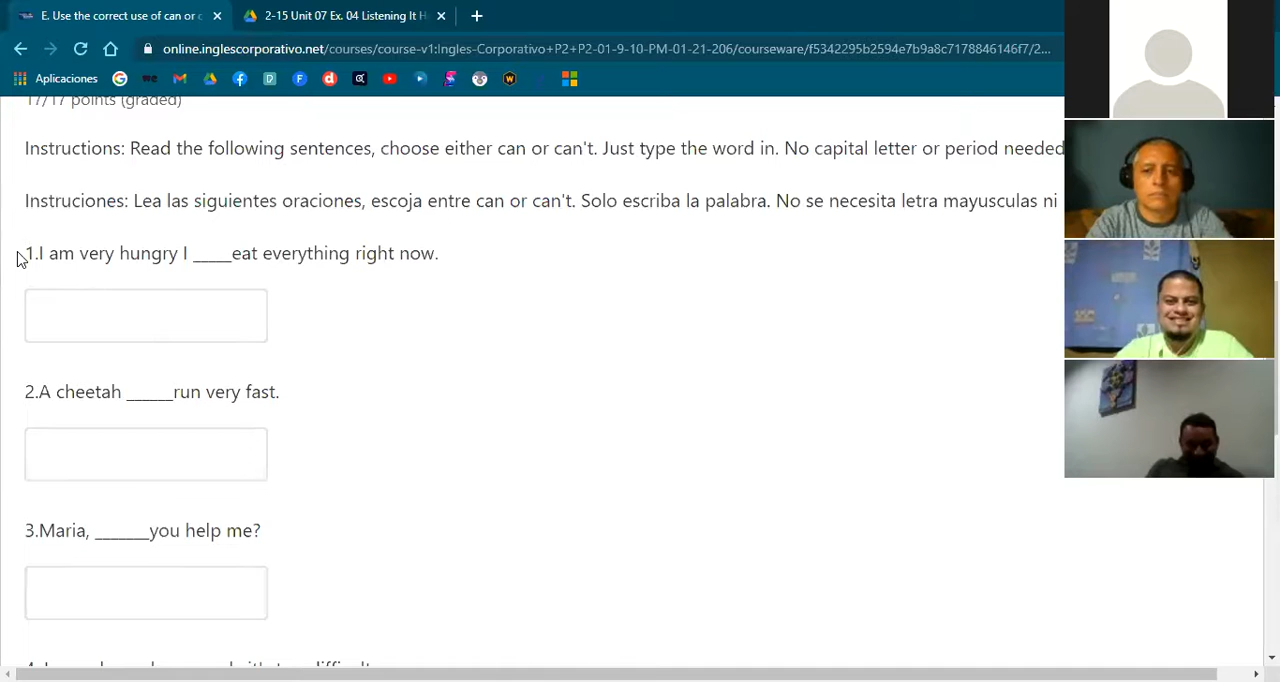 E. Use the correct use of can or c
2-15 Unit 07 Ex. 04 Listening It H
online.inglescorporativo.net/courses/course-v1:Ingles-Corporativo+P2+P2-01-9-10-PM-01-21-206/courseware/f5342295b2594e7b9a8c7178846146f7/2...
Aplicaciones
17/17 points (graded)
Instructions: Read the following sentences, choose either can or can't. Just type the word in. No capital letter or period needed
Instruciones: Lea las siguientes oraciones, escoja entre can or can't. Solo escriba la palabra. No se necesita letra mayusculas ni
1.I am very hungry I _____eat everything right now.
2.A cheetah ______run very fast.
3.Maria, _______you help me?